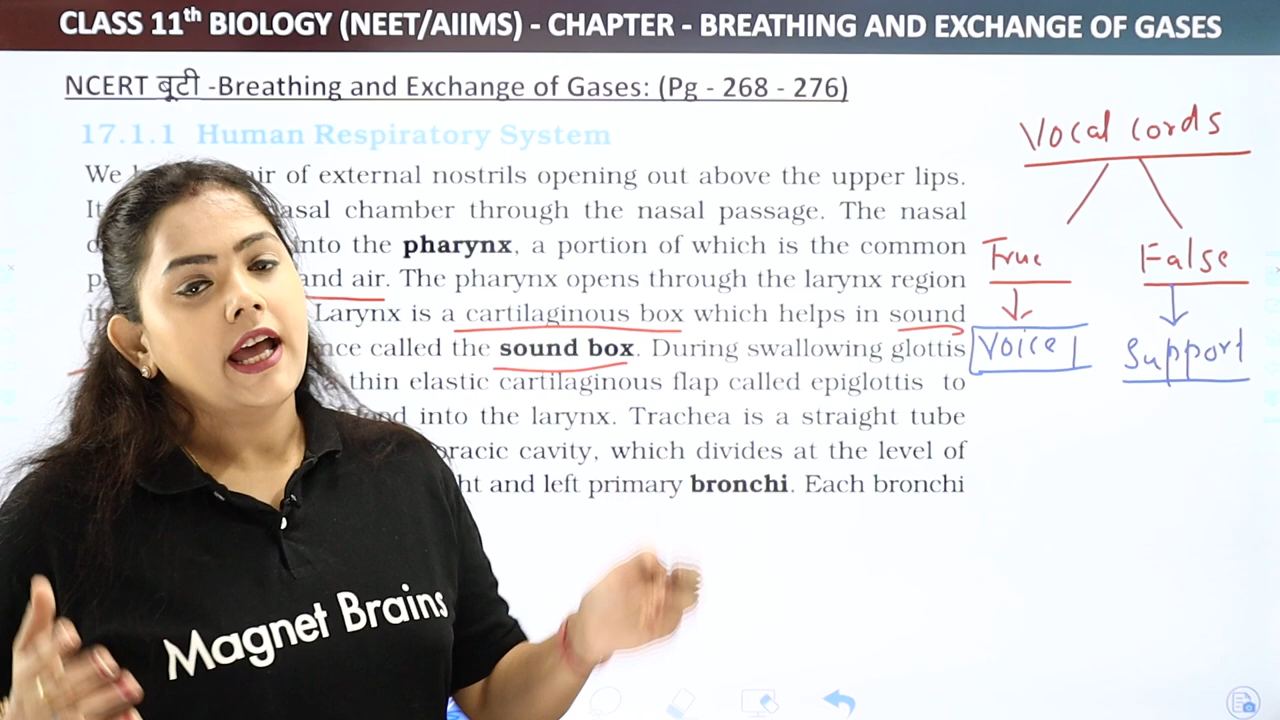 CLASS 11th BIOLOGY (NEET/AIIMS) - CHAPTER - BREATHING AND EXCHANGE OF GASES
NCERT बूटी -Breathing and Exchange of Gases: (Pg - 268 - 276)
17.1.1 Human Respiratory System
We air of external nostrils opening out above the upper lips.
It asal chamber through the nasal passage. The nasal
into the pharynx, a portion of which is the common
and air. The pharynx opens through the larynx region
Larynx is a cartilaginous box which helps in sound
nce called the sound box. During swallowing glottis
a thin elastic cartilaginous flap called epiglottis to
od into the larynx. Trachea is a straight tube
oracic cavity, which divides at the level of
ht and left primary bronchi. Each bronchi
Vocal cords
True False
Voice Support
Magnet Brains